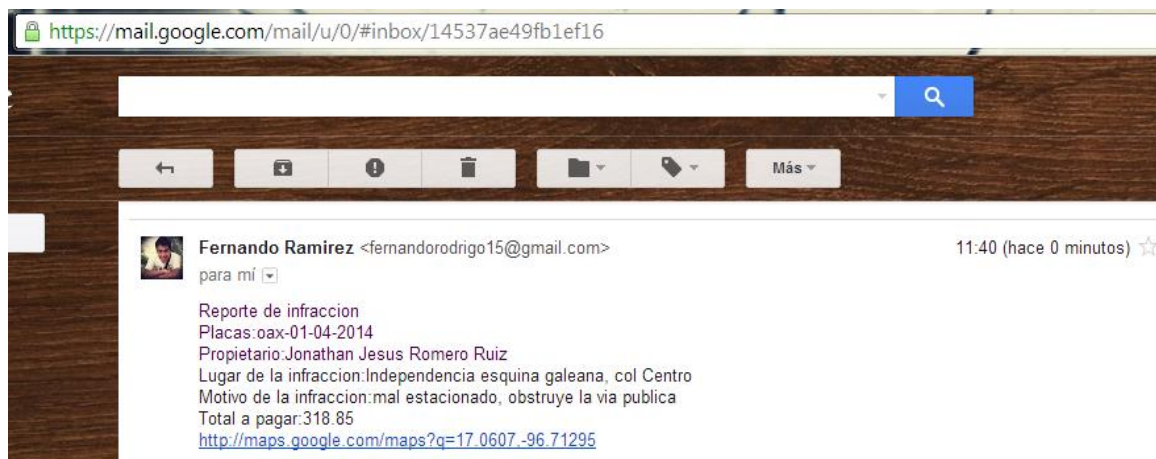 https://mail.google.com/mail/u/0/#inbox/14537ae49fb1ef16
Más
Fernando Ramirez <fernandorodrigo15@gmail.com>
11:40 (hace 0 minutos)
para mí
Reporte de infraccion
Placas:oax-01-04-2014
Propietario:Jonathan Jesus Romero Ruiz
Lugar de la infraccion:Independencia esquina galeana, col Centro
Motivo de la infraccion:mal estacionado, obstruye la via publica
Total a pagar:318.85
http://maps.google.com/maps?q=17.0607,-96.71295